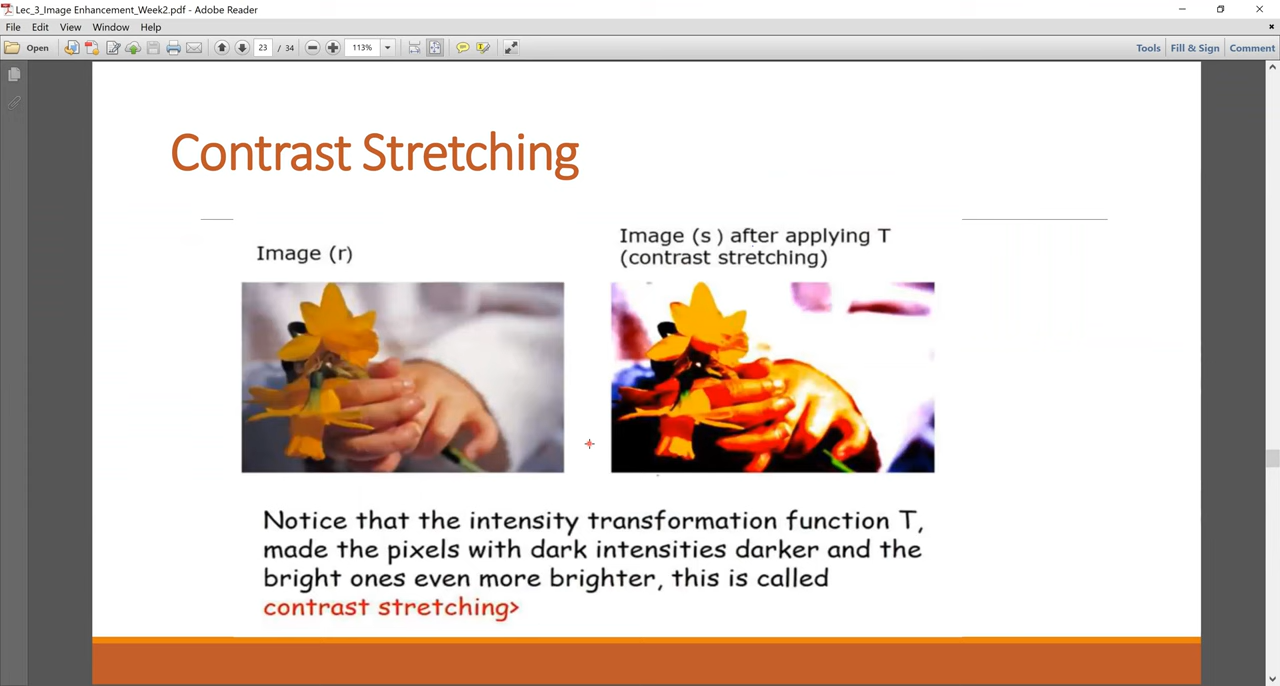 Lec_3_Image Enhancement_Week2.pdf - Adobe Reader
File Edit View Window Help
Open 23 / 34 113% Tools Fill & Sign Comment
Contrast Stretching
Image (r)
Image (s ) after applying T
(contrast stretching)
Notice that the intensity transformation function T,
made the pixels with dark intensities darker and the
bright ones even more brighter, this is called
contrast stretching>